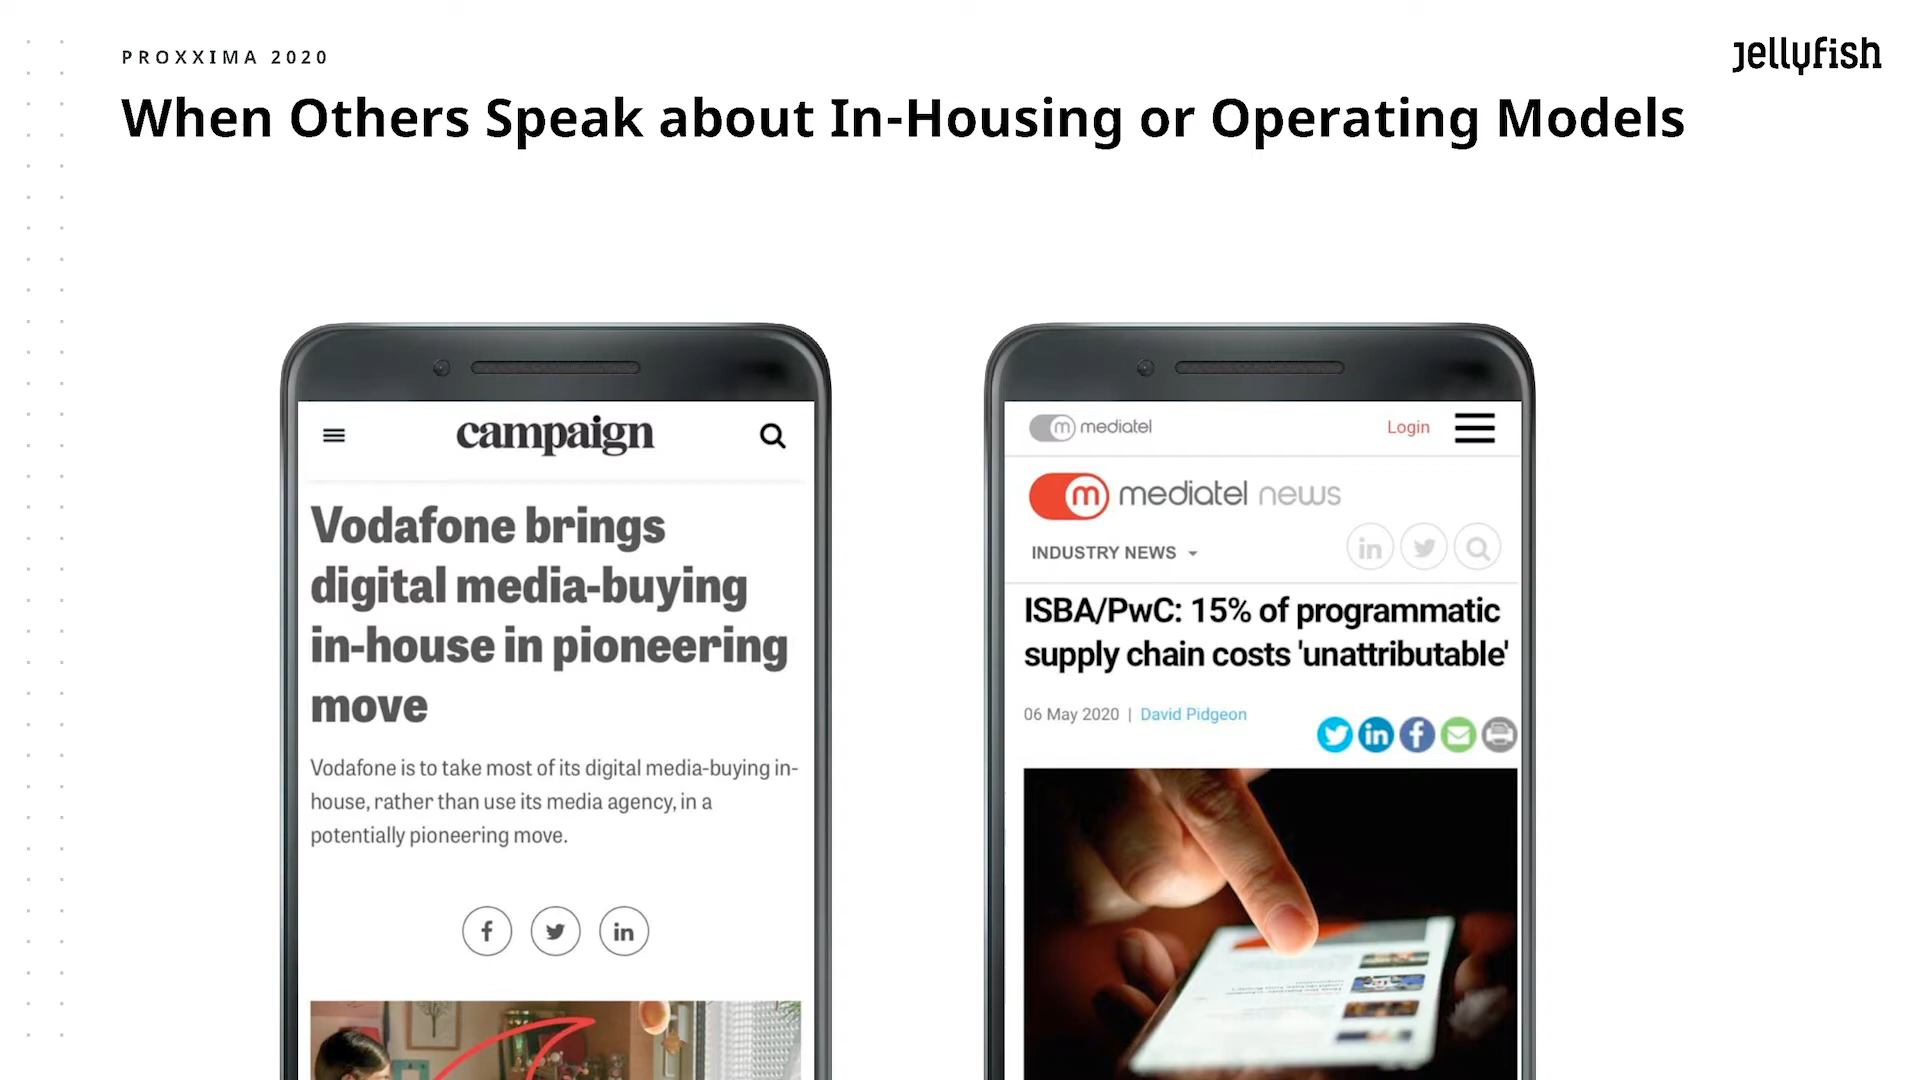 PROXXIMA 2020
Jellyfish
When Others Speak about In-Housing or Operating Models
campaign
Vodafone brings
digital media-buying
in-house in pioneering
move
Vodafone is to take most of its digital media-buying in-
house, rather than use its media agency, in a
potentially pioneering move.
f
in
m mediatel
Login
m mediatel news
INDUSTRY NEWS
in
ISBA/PwC: 15% of programmatic
supply chain costs 'unattributable'
06 May 2020 | David Pidgeon
in f